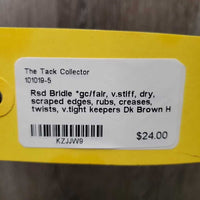 The Tack Collector
101019-5
Rsd Bridle *gc/fair, v.stiff, dry,
scraped edges, rubs, creases,
twists, v.tight keepers Dk Brown H
KZJJW9
$24.00